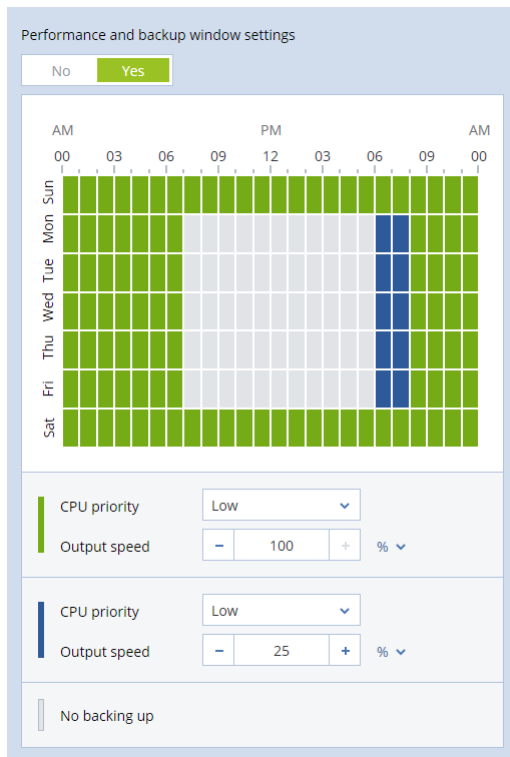 Performance and backup window settings
No Yes
AM PM AM
00 03 06 09 12 03 06 09 00
Sun
Mon
Tue
Wed
Thu
Fri
Sat
CPU priority Low
Output speed − 100 + %
CPU priority Low
Output speed − 25 + %
No backing up